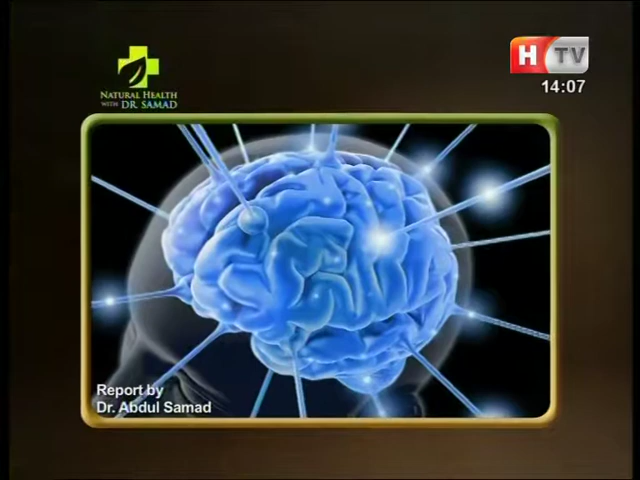 H TV
14:07
NATURAL HEALTH
WITH DR. SAMAD
Report by
Dr. Abdul Samad